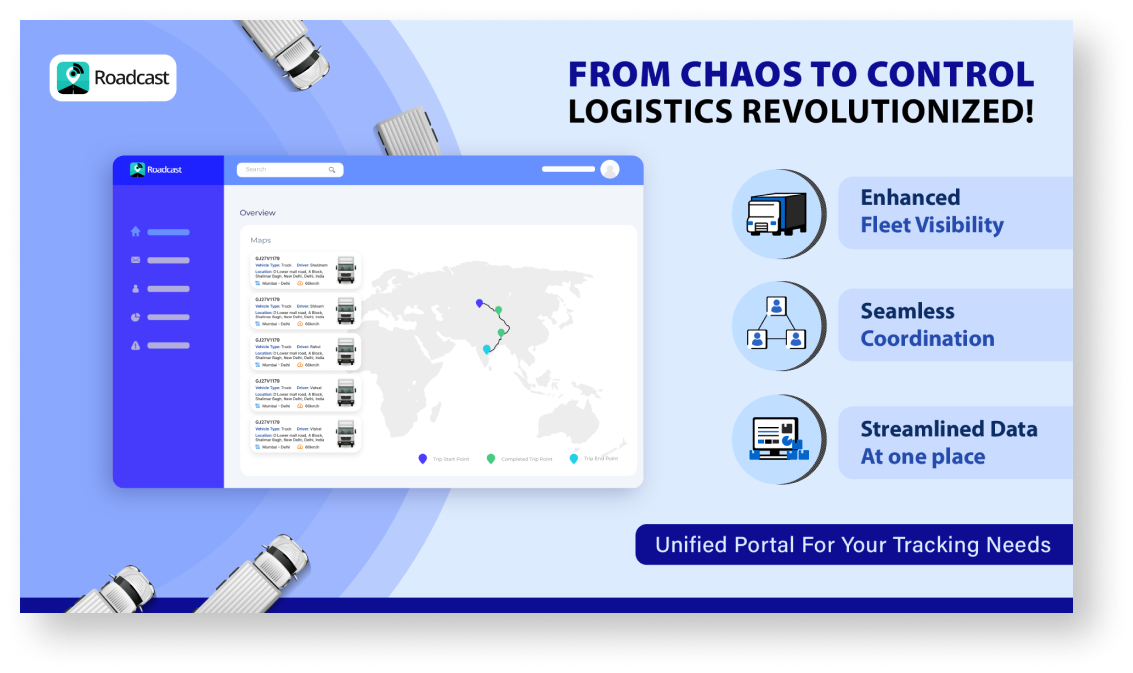 Roadcast
FROM CHAOS TO CONTROL
LOGISTICS REVOLUTIONIZED!
Roadcast
Search
Overview
Maps
GJ27V1179
Vehicle Type: Truck Driver: Shivinam
Location: D Lower mall road, A Block,
Shalimar Bagh, New Delhi, Delhi, India
Mumbai - Delhi 60km/h
GJ27V1179
Vehicle Type: Truck Driver: Shivam
Location: D Lower mall road, A Block,
Shalimar Bagh, New Delhi, Delhi, India
Mumbai - Delhi 60km/h
GJ27V1179
Vehicle Type: Truck Driver: Rahul
Location: D Lower mall road, A Block,
Shalimar Bagh, New Delhi, Delhi, India
Mumbai - Delhi 60km/h
GJ27V1179
Vehicle Type: Truck Driver: Vishal
Location: D Lower mall road, A Block,
Shalimar Bagh, New Delhi, Delhi, India
Mumbai - Delhi 60km/h
GJ27V1179
Vehicle Type: Truck Driver: Vishal
Location: D Lower mall road, A Block,
Shalimar Bagh, New Delhi, Delhi, India
Mumbai - Delhi 60km/h
Trip Start Point
Completed Trip Point
Trip End Point
Enhanced
Fleet Visibility
Seamless
Coordination
Streamlined Data
At one place
Unified Portal For Your Tracking Needs